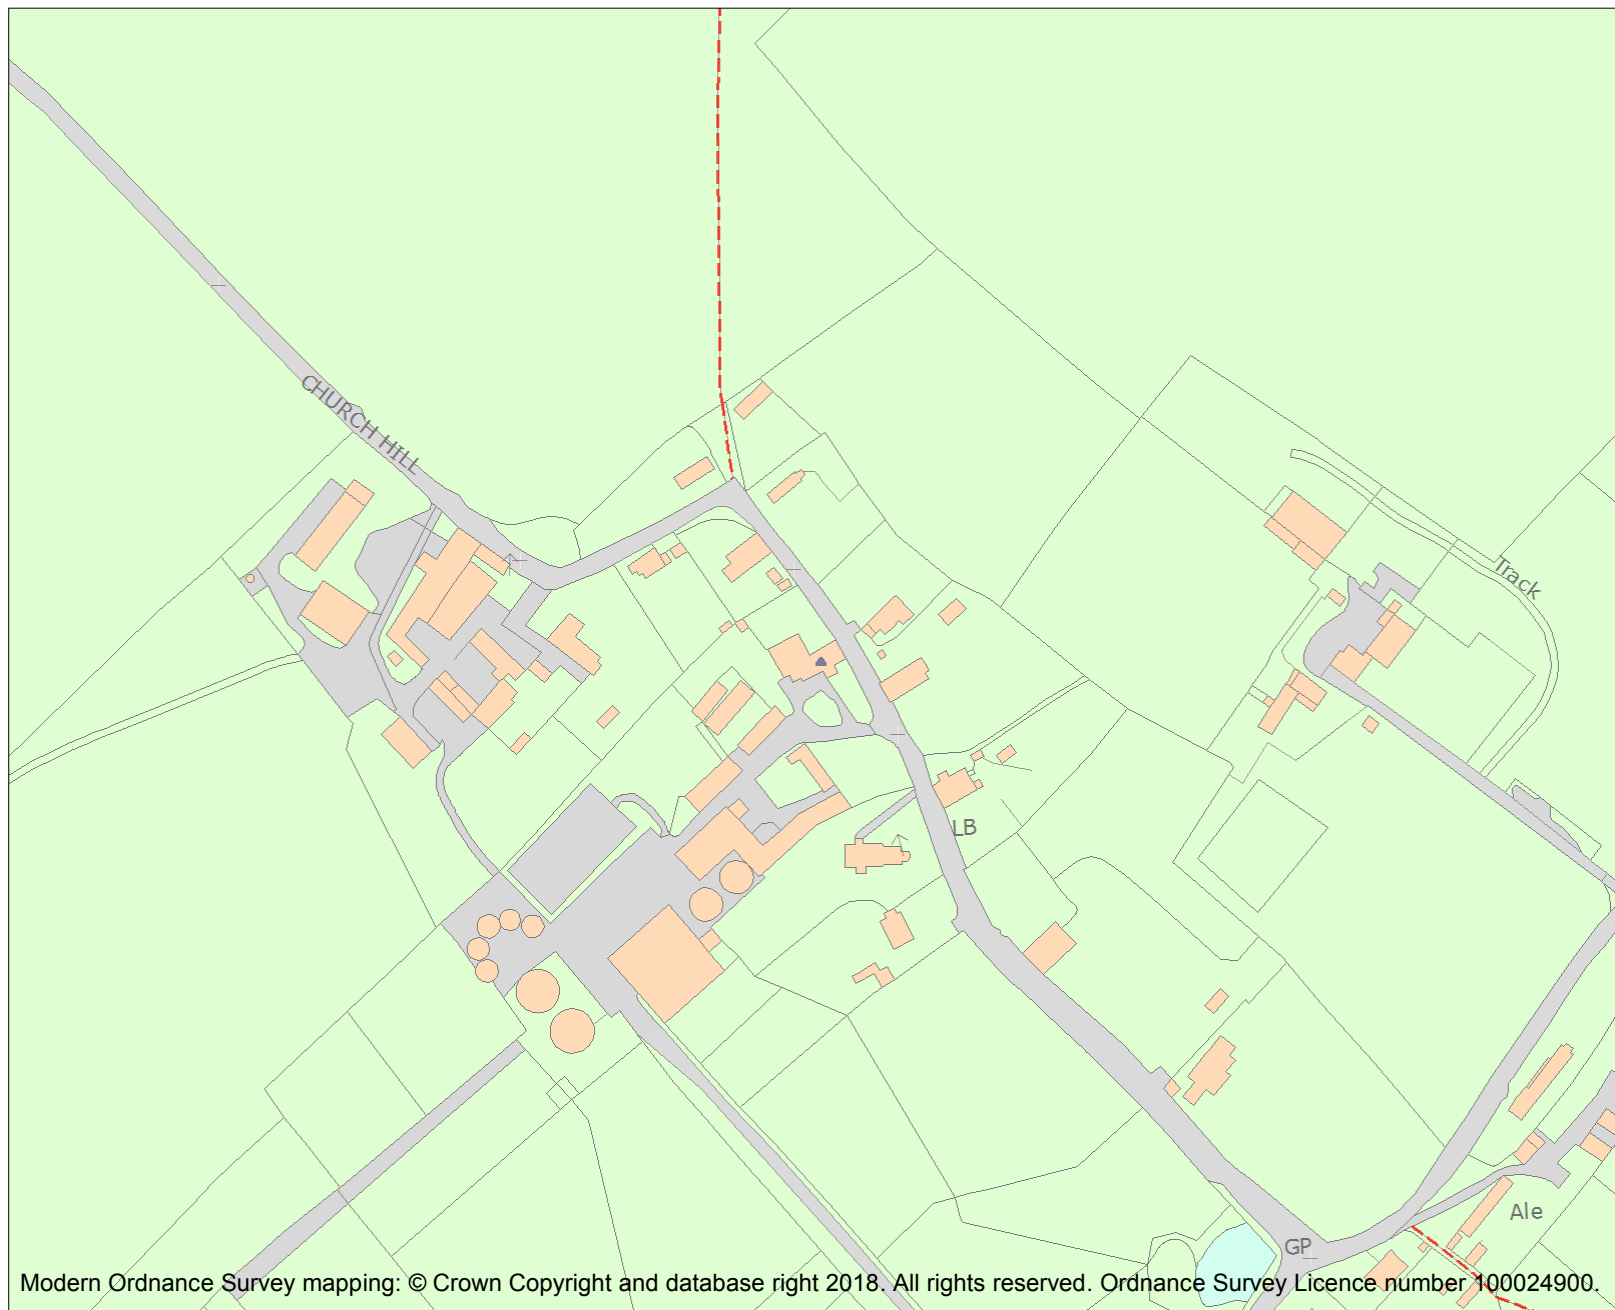 CHURCH HILL
Track
LB
Ale
GP
Modern Ordnance Survey mapping: © Crown Copyright and database right 2018. All rights reserved. Ordnance Survey Licence number 100024900.